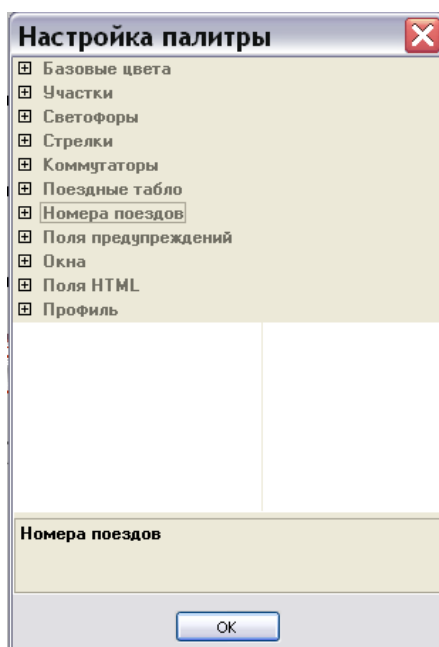 Настройка палитры
Базовые цвета
Участки
Светофоры
Стрелки
Коммутаторы
Поездные табло
Номера поездов
Поля предупреждений
Окна
Поля HTML
Профиль
Номера поездов
ОК